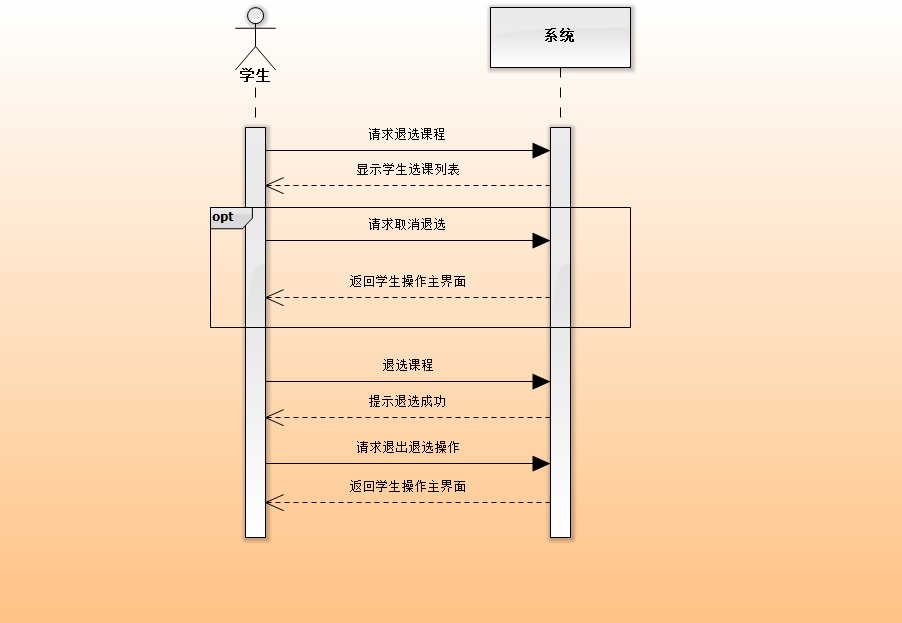 学生
系统
请求退选课程
显示学生选课列表
opt
请求取消退选
返回学生操作主界面
退选课程
提示退选成功
请求退出退选操作
返回学生操作主界面